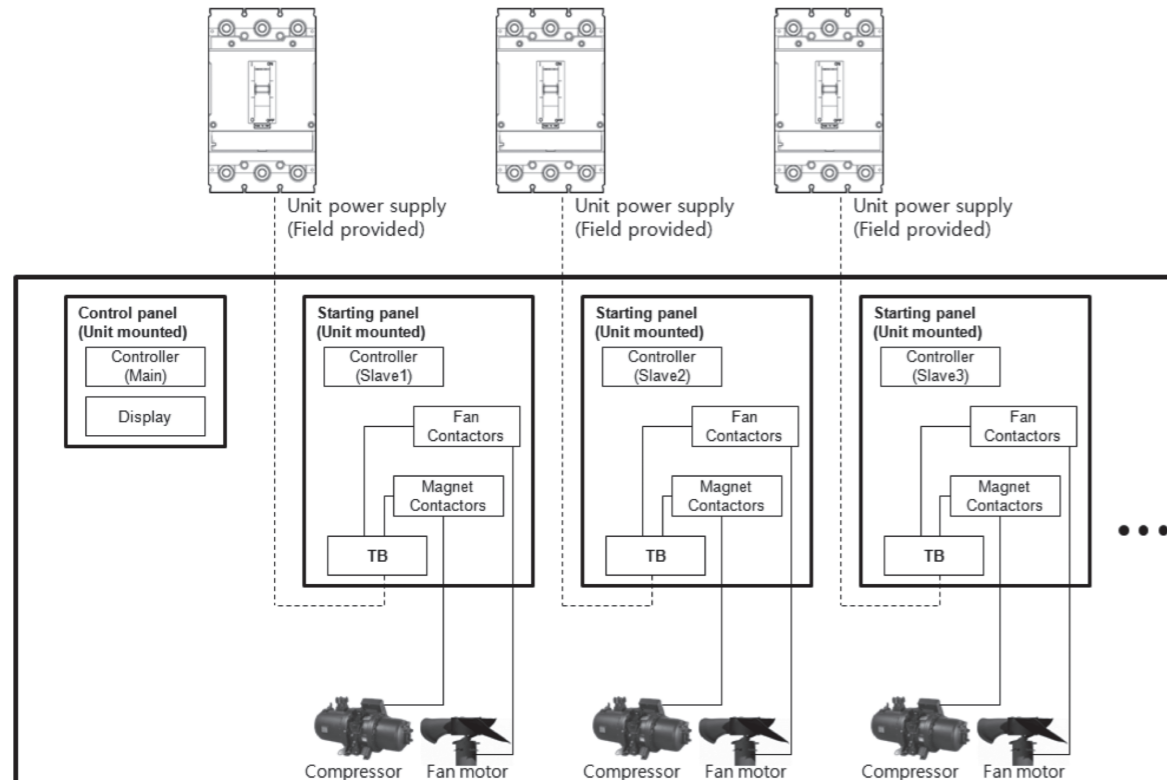 Unit power supply
(Field provided)
Unit power supply
(Field provided)
Unit power supply
(Field provided)
Control panel
(Unit mounted)
Controller
(Main)
Display
Starting panel
(Unit mounted)
Controller
(Slave1)
Fan
Contactors
Magnet
Contactors
TB
Starting panel
(Unit mounted)
Controller
(Slave2)
Fan
Contactors
Magnet
Contactors
TB
Starting panel
(Unit mounted)
Controller
(Slave3)
Fan
Contactors
Magnet
Contactors
TB
Compressor
Fan motor
Compressor
Fan motor
Compressor
Fan motor